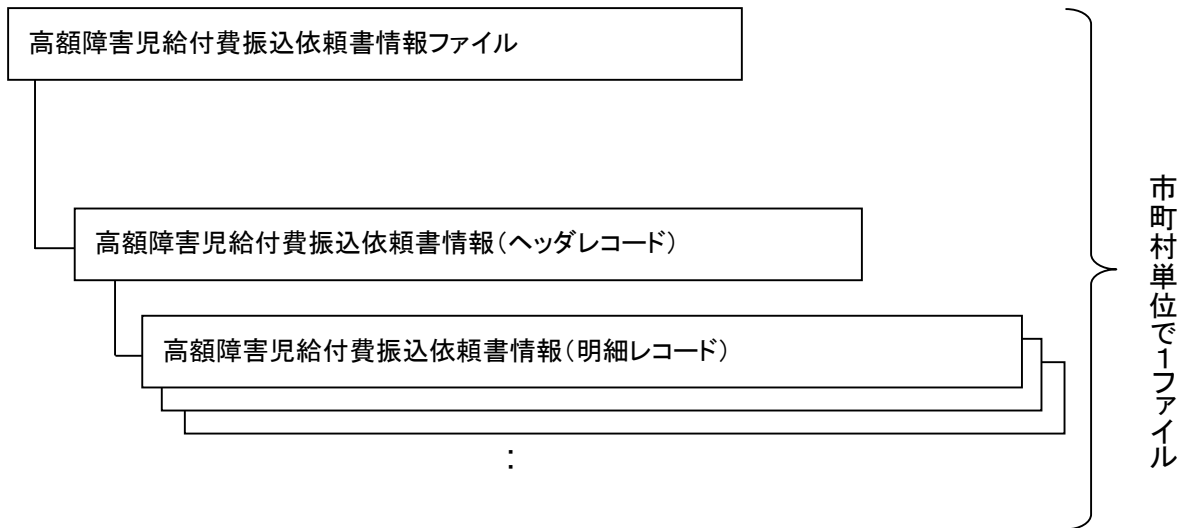 高額障害児給付費振込依頼書情報ファイル
高額障害児給付費振込依頼書情報（ヘッダレコード）
高額障害児給付費振込依頼書情報（明細レコード）
：
市町村単位で１ファイル